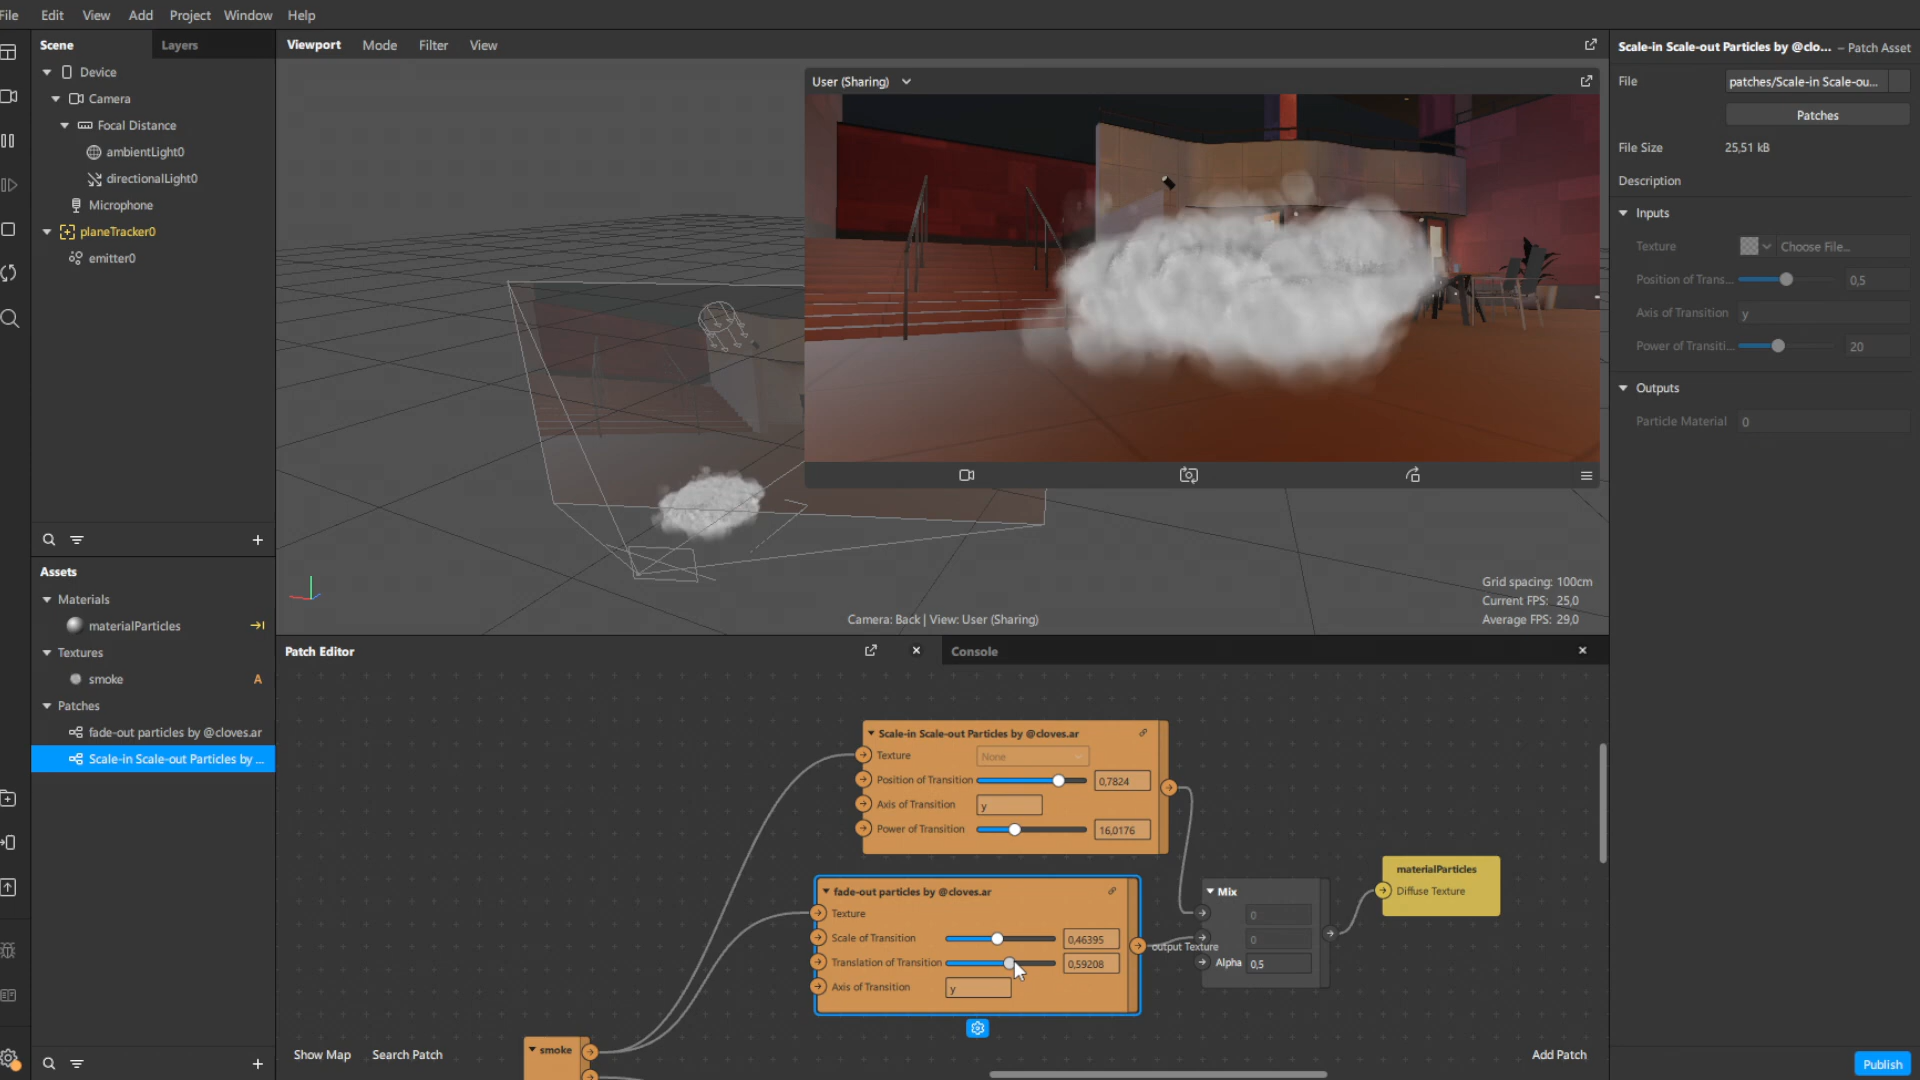 File Edit View Add Project Window Help
Scene Layers
Device
Camera
Focal Distance
ambientLight0
directionalLight0
Microphone
planeTracker0
emitter0
Assets
Materials
materialParticles
Textures
smoke A
Patches
fade-out particles by @cloves.ar
Scale-in Scale-out Particles by ...
Viewport Mode Filter View
User (Sharing)
Grid spacing: 100cm
Current FPS: 25,0
Average FPS: 29,0
Camera: Back | View: User (Sharing)
Patch Editor
Console
Scale-in Scale-out Particles by @cloves.ar
Texture None
Position of Transition 0,7824
Axis of Transition y
Power of Transition 16,0176
fade-out particles by @cloves.ar
Texture
Scale of Transition 0,46395
Translation of Transition 0,59208
Axis of Transition y
output Texture
Mix
0
0
Alpha 0,5
materialParticles
Diffuse Texture
smoke
Show Map Search Patch
Add Patch
Scale-in Scale-out Particles by @clo... – Patch Asset
File patches/Scale-in Scale-ou...
Patches
File Size 25,51 kB
Description
Inputs
Texture Choose File...
Position of Trans... 0,5
Axis of Transition y
Power of Transiti... 20
Outputs
Particle Material 0
Publish